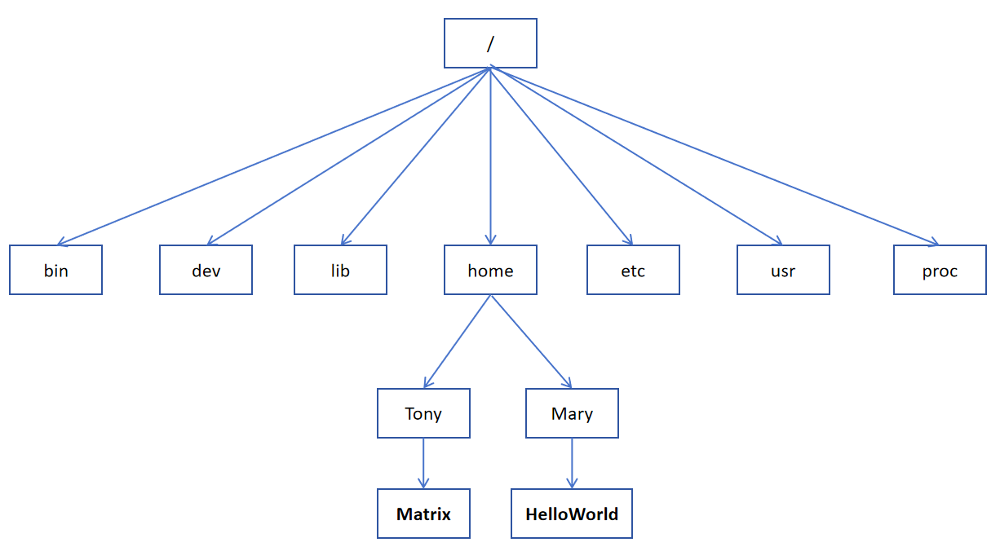 /
bin
dev
lib
home
etc
usr
proc
Tony
Mary
Matrix
HelloWorld